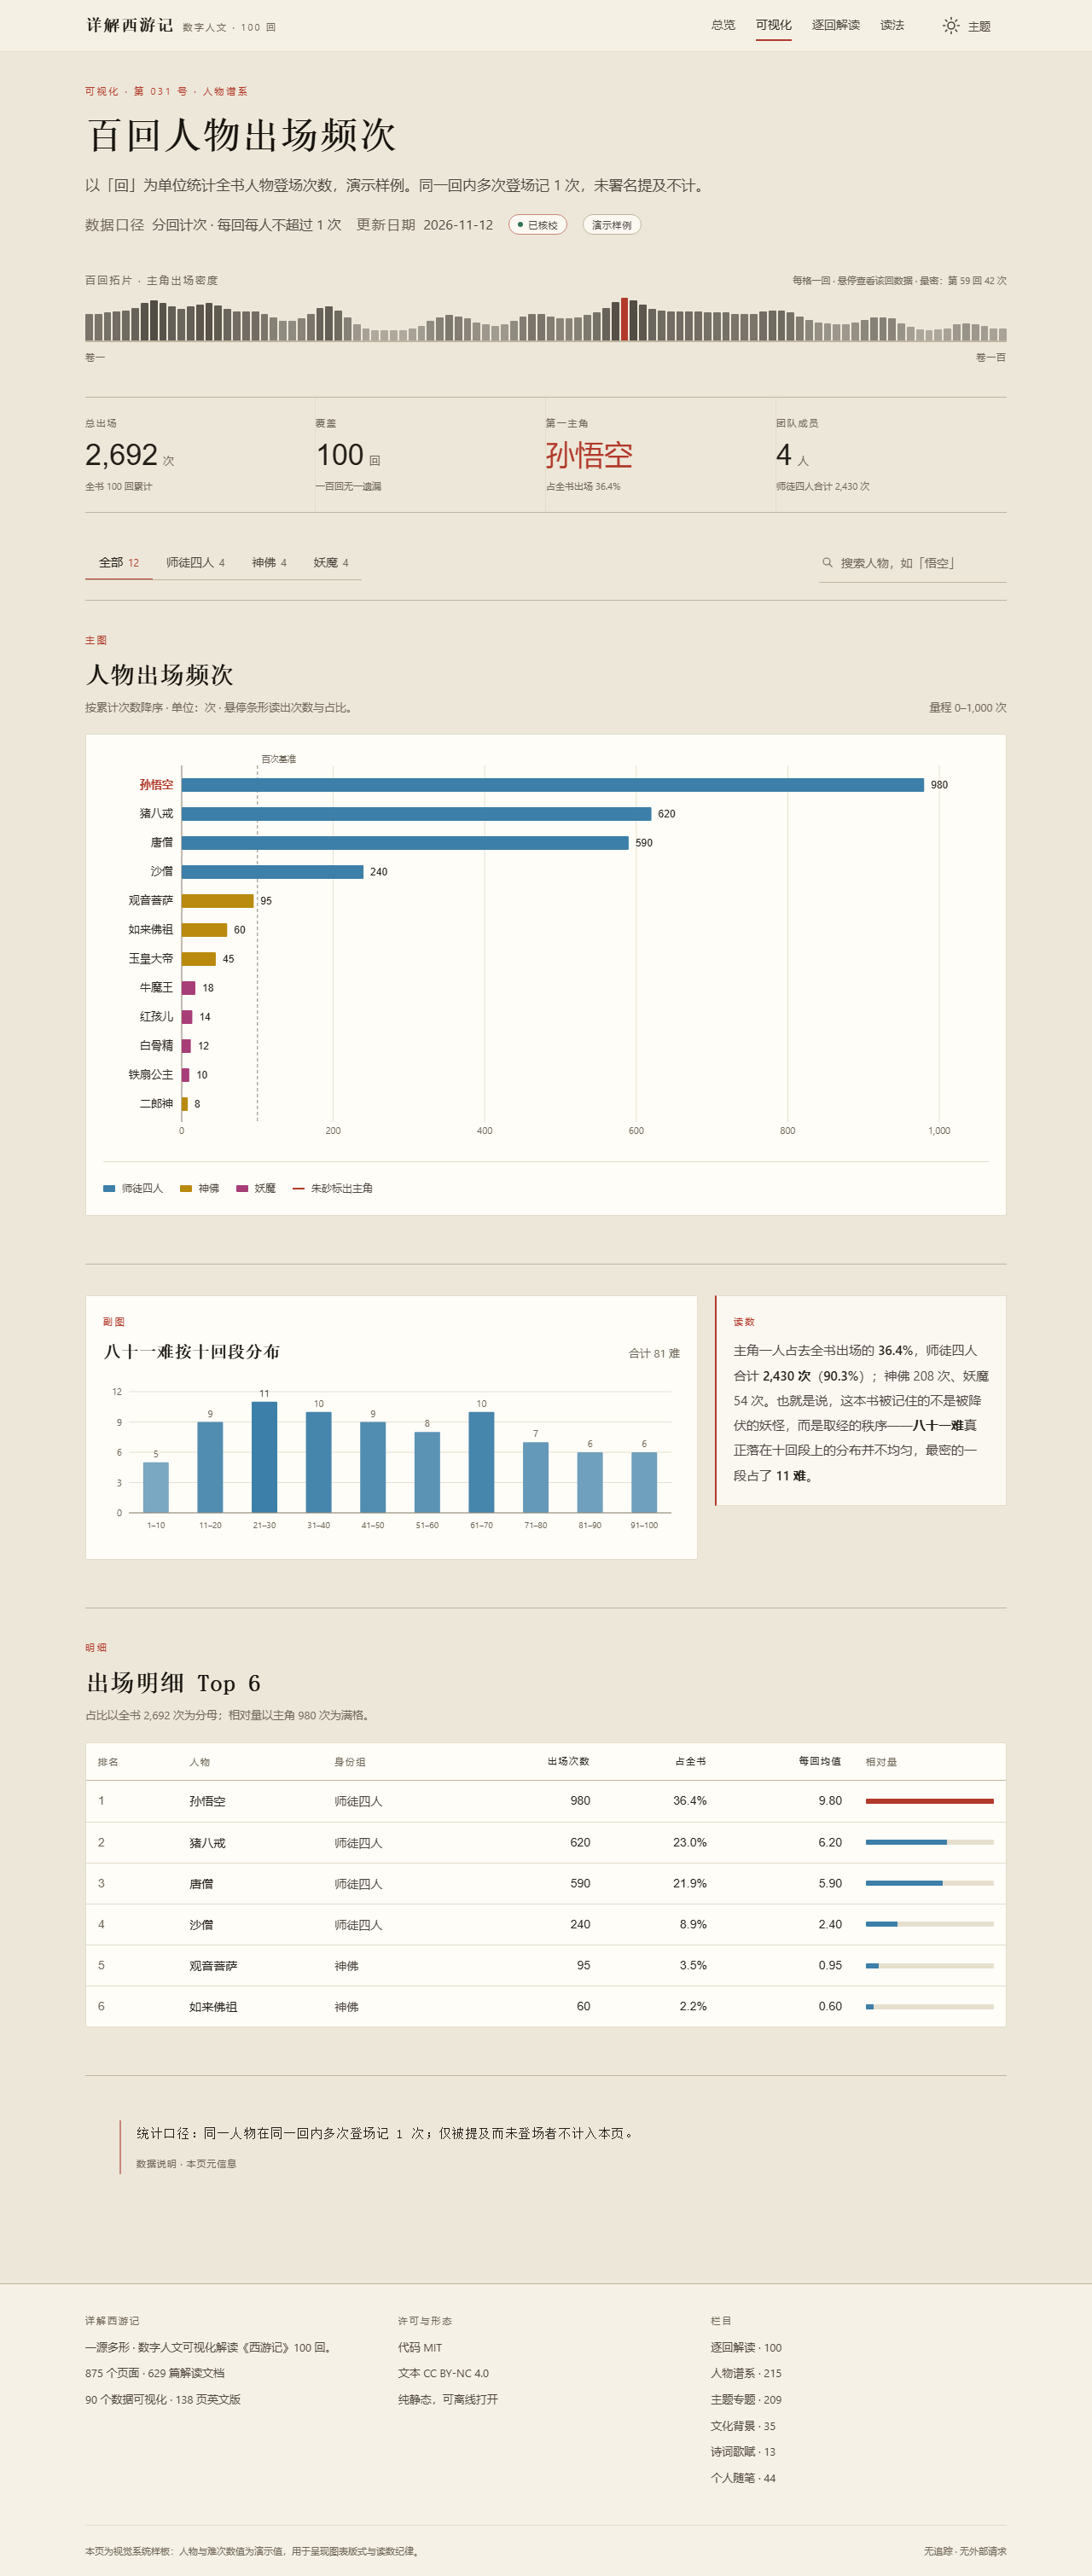 详解西游记 数字人文 · 100 回
总览 可视化 逐回解读 读法 主题
可视化 · 第 031 号 · 人物谱系
百回人物出场频次
以「回」为单位统计全书人物登场次数，演示样例。同一回内多次登场记 1 次，未署名提及不计。
数据口径 分回计次 · 每回每人不超过 1 次 更新日期 2026-11-12 已核校 演示样例
百回拓片 · 主角出场密度
每格一回 · 悬停查看该回数据 · 最密：第 59 回 42 次
卷一
卷一百
总出场
2,692 次
全书 100 回累计
覆盖
100 回
一百回无一遗漏
第一主角
孙悟空
占全书出场 36.4%
团队成员
4 人
师徒四人合计 2,430 次
全部 12 师徒四人 4 神佛 4 妖魔 4
搜索人物，如「悟空」
主图
人物出场频次
按累计次数降序 · 单位：次 · 悬停条形读出次数与占比。
量程 0–1,000 次
百次基准
孙悟空 980
猪八戒 620
唐僧 590
沙僧 240
观音菩萨 95
如来佛祖 60
玉皇大帝 45
牛魔王 18
红孩儿 14
白骨精 12
铁扇公主 10
二郎神 8
0 200 400 600 800 1,000
师徒四人 神佛 妖魔 朱砂标出主角
副图
八十一难按十回段分布
合计 81 难
12
9
6
3
0
5 9 11 10 9 8 10 7 6 6
1–10 11–20 21–30 31–40 41–50 51–60 61–70 71–80 81–90 91–100
读数
主角一人占去全书出场的 36.4%，师徒四人
合计 2,430 次（90.3%）；神佛 208 次、妖魔
54 次。也就是说，这本书被记住的不是被降
伏的妖怪，而是取经的秩序——八十一难真
正落在十回段上的分布并不均匀，最密的一
段占了 11 难。
明细
出场明细 Top 6
占比以全书 2,692 次为分母；相对量以主角 980 次为满格。
排名 人物 身份组 出场次数 占全书 每回均值 相对量
1 孙悟空 师徒四人 980 36.4% 9.80
2 猪八戒 师徒四人 620 23.0% 6.20
3 唐僧 师徒四人 590 21.9% 5.90
4 沙僧 师徒四人 240 8.9% 2.40
5 观音菩萨 神佛 95 3.5% 0.95
6 如来佛祖 神佛 60 2.2% 0.60
统计口径：同一人物在同一回内多次登场记 1 次；仅被提及而未登场者不计入本页。
数据说明 · 本页元信息
详解西游记
一源多形 · 数字人文可视化解读《西游记》100 回。
875 个页面 · 629 篇解读文档
90 个数据可视化 · 138 页英文版
许可与形态
代码 MIT
文本 CC BY-NC 4.0
纯静态，可离线打开
栏目
逐回解读 · 100
人物谱系 · 215
主题专题 · 209
文化背景 · 35
诗词歌赋 · 13
个人随笔 · 44
本页为视觉系统样板：人物与难次数值为演示值，用于呈现图表版式与读数纪律。
无追踪 · 无外部请求